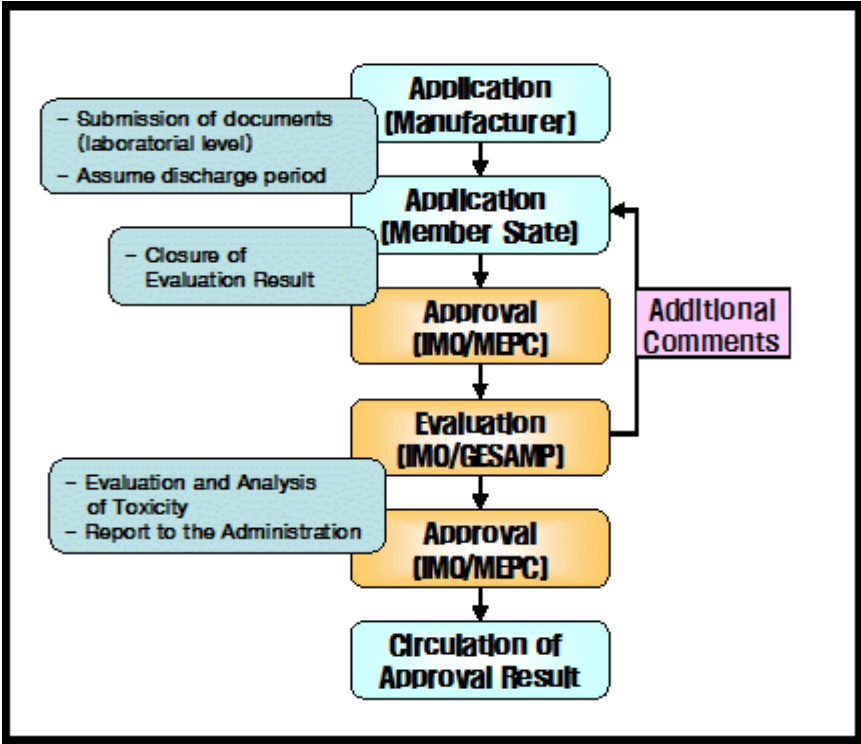 Application
(Manufacturer)
– Submission of documents
(laboratorial level)
– Assume discharge period
Application
(Member State)
– Closure of
Evaluation Result
Approval
(IMO/MEPC)
Additional
Comments
Evaluation
(IMO/GESAMP)
– Evaluation and Analysis
of Toxicity
– Report to the Administration
Approval
(IMO/MEPC)
Circulation of
Approval Result